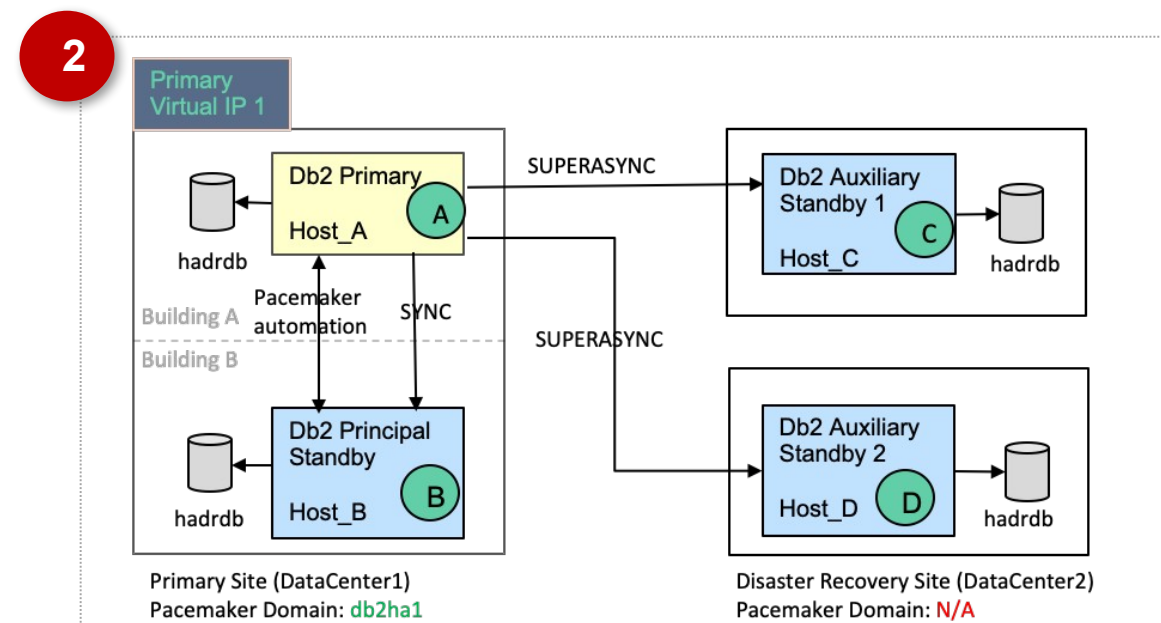 2
Primary
Virtual IP 1
Db2 Primary
A
Host_A
hadrdb
SUPERASYNC
Db2 Auxiliary
Standby 1
C
Host_C
hadrdb
Building A
Pacemaker
automation
SYNC
Building B
SUPERASYNC
Db2 Principal
Standby
B
Host_B
hadrdb
Db2 Auxiliary
Standby 2
D
Host_D
hadrdb
Primary Site (DataCenter1)
Pacemaker Domain: db2ha1
Disaster Recovery Site (DataCenter2)
Pacemaker Domain: N/A